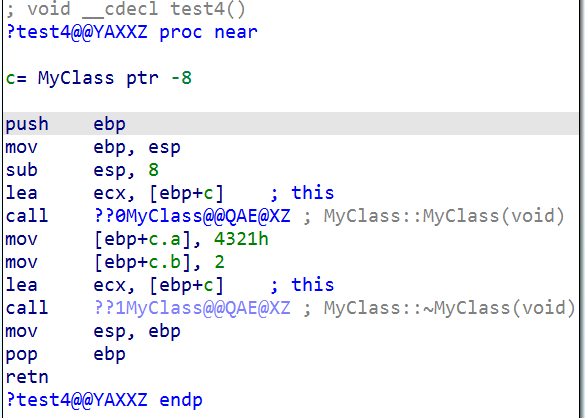 ; void __cdecl test4()
?test4@@YAXXZ proc near
c= MyClass ptr -8
push    ebp
mov     ebp, esp
sub     esp, 8
lea     ecx, [ebp+c]    ; this
call    ??0MyClass@@QAE@XZ ; MyClass::MyClass(void)
mov     [ebp+c.a], 4321h
mov     [ebp+c.b], 2
lea     ecx, [ebp+c]    ; this
call    ??1MyClass@@QAE@XZ ; MyClass::~MyClass(void)
mov     esp, ebp
pop     ebp
retn
?test4@@YAXXZ endp